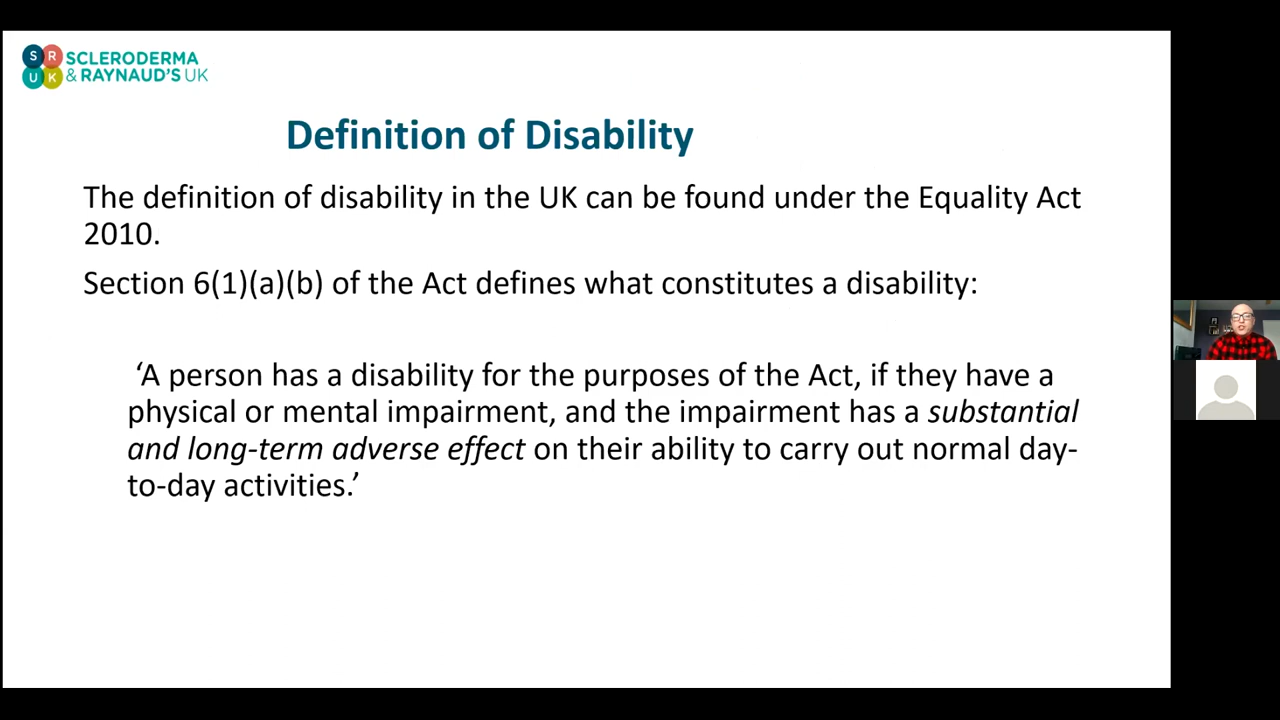 S R
U K
SCLERODERMA
& RAYNAUD'S UK
Definition of Disability
The definition of disability in the UK can be found under the Equality Act
2010.
Section 6(1)(a)(b) of the Act defines what constitutes a disability:
‘A person has a disability for the purposes of the Act, if they have a
physical or mental impairment, and the impairment has a substantial
and long-term adverse effect on their ability to carry out normal day-
to-day activities.’